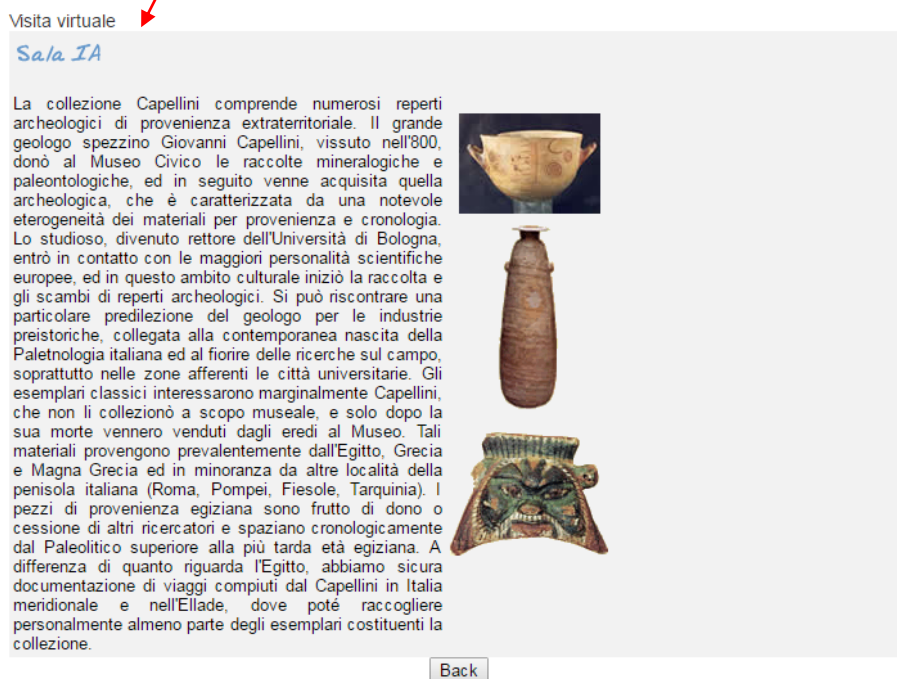 Visita virtuale
Sala IA
La collezione Capellini comprende numerosi reperti
archeologici di provenienza extraterritoriale. Il grande
geologo spezzino Giovanni Capellini, vissuto nell'800,
donò al Museo Civico le raccolte mineralogiche e
paleontologiche, ed in seguito venne acquisita quella
archeologica, che è caratterizzata da una notevole
eterogeneità dei materiali per provenienza e cronologia.
Lo studioso, divenuto rettore dell'Università di Bologna,
entrò in contatto con le maggiori personalità scientifiche
europee, ed in questo ambito culturale iniziò la raccolta e
gli scambi di reperti archeologici. Si può riscontrare una
particolare predilezione del geologo per le industrie
preistoriche, collegata alla contemporanea nascita della
Paletnologia italiana ed al fiorire delle ricerche sul campo,
soprattutto nelle zone afferenti le città universitarie. Gli
esemplari classici interessarono marginalmente Capellini,
che non li collezionò a scopo museale, e solo dopo la
sua morte vennero venduti dagli eredi al Museo. Tali
materiali provengono prevalentemente dall'Egitto, Grecia
e Magna Grecia ed in minoranza da altre località della
penisola italiana (Roma, Pompei, Fiesole, Tarquinia). I
pezzi di provenienza egiziana sono frutto di dono o
cessione di altri ricercatori e spaziano cronologicamente
dal Paleolitico superiore alla più tarda età egiziana. A
differenza di quanto riguarda l'Egitto, abbiamo sicura
documentazione di viaggi compiuti dal Capellini in Italia
meridionale e nell'Ellade, dove poté raccogliere
personalmente almeno parte degli esemplari costituenti la
collezione.
Back